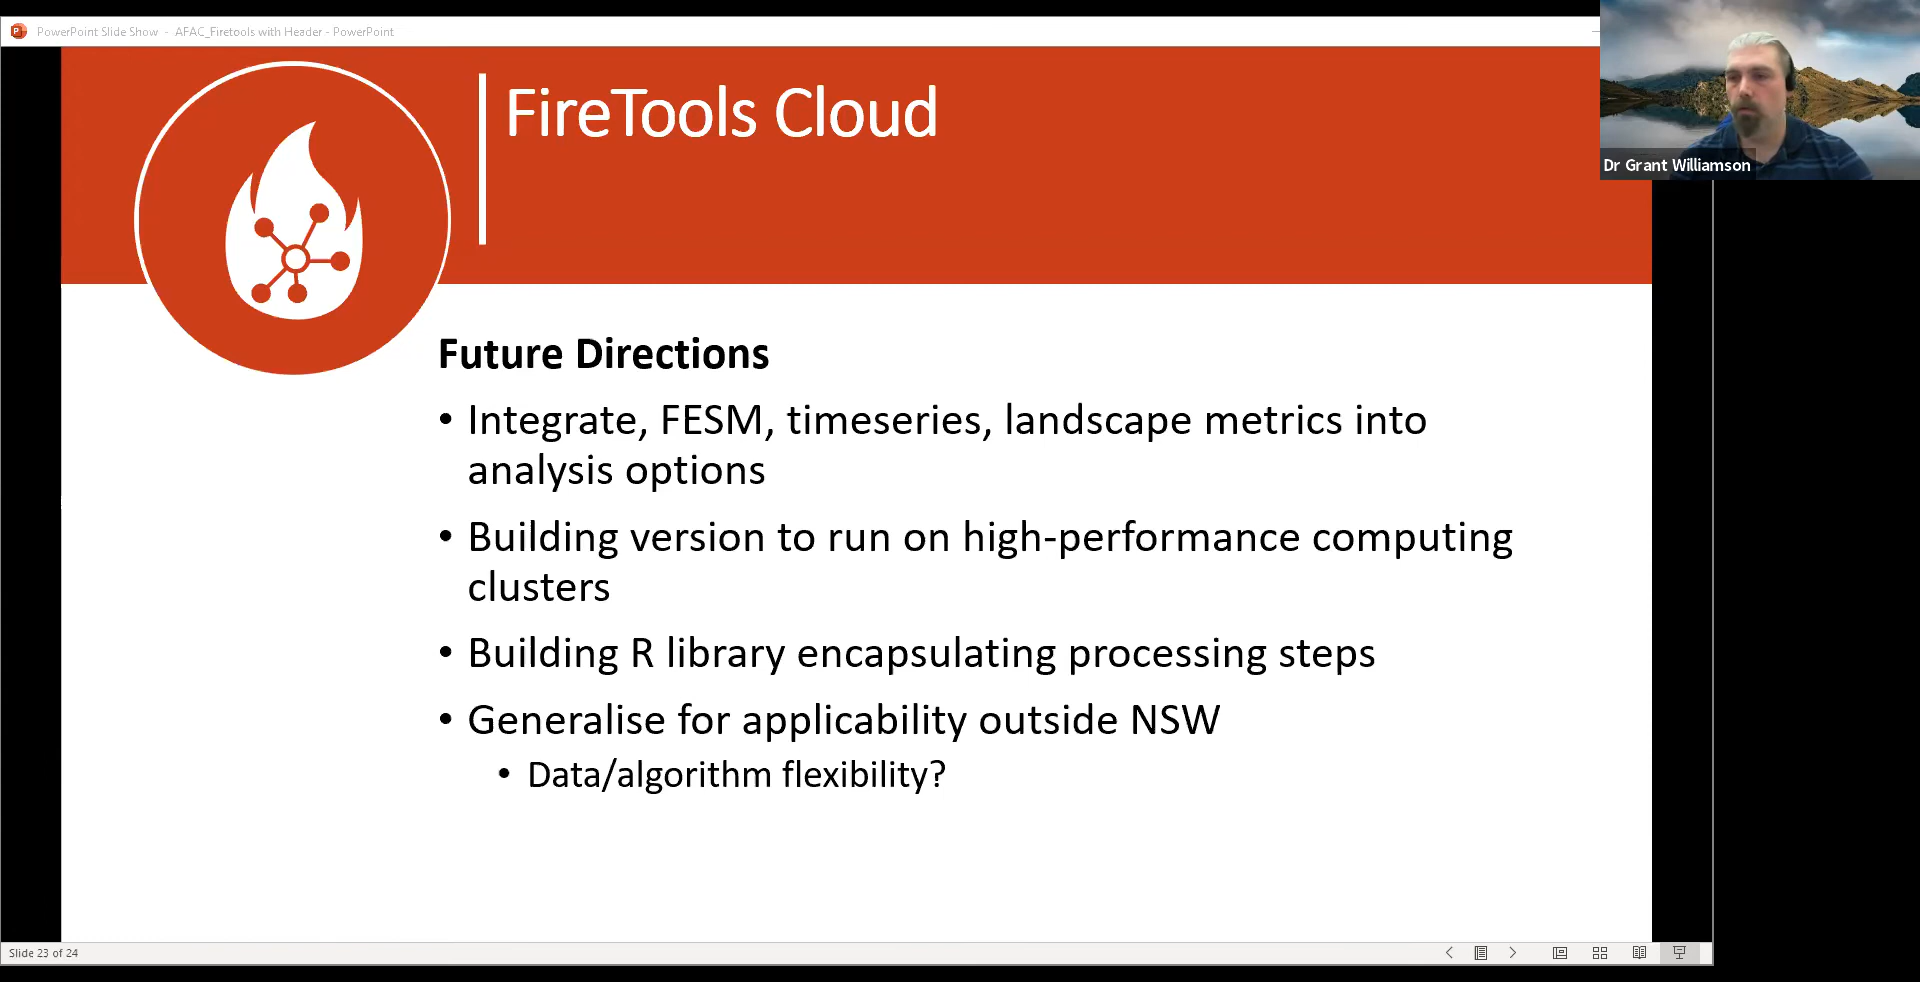 PowerPoint Slide Show - AFAC_Firetools with Header - PowerPoint
FireTools Cloud
Dr Grant Williamson
Future Directions
• Integrate, FESM, timeseries, landscape metrics into
analysis options
• Building version to run on high-performance computing
clusters
• Building R library encapsulating processing steps
• Generalise for applicability outside NSW
• Data/algorithm flexibility?
Slide 23 of 24